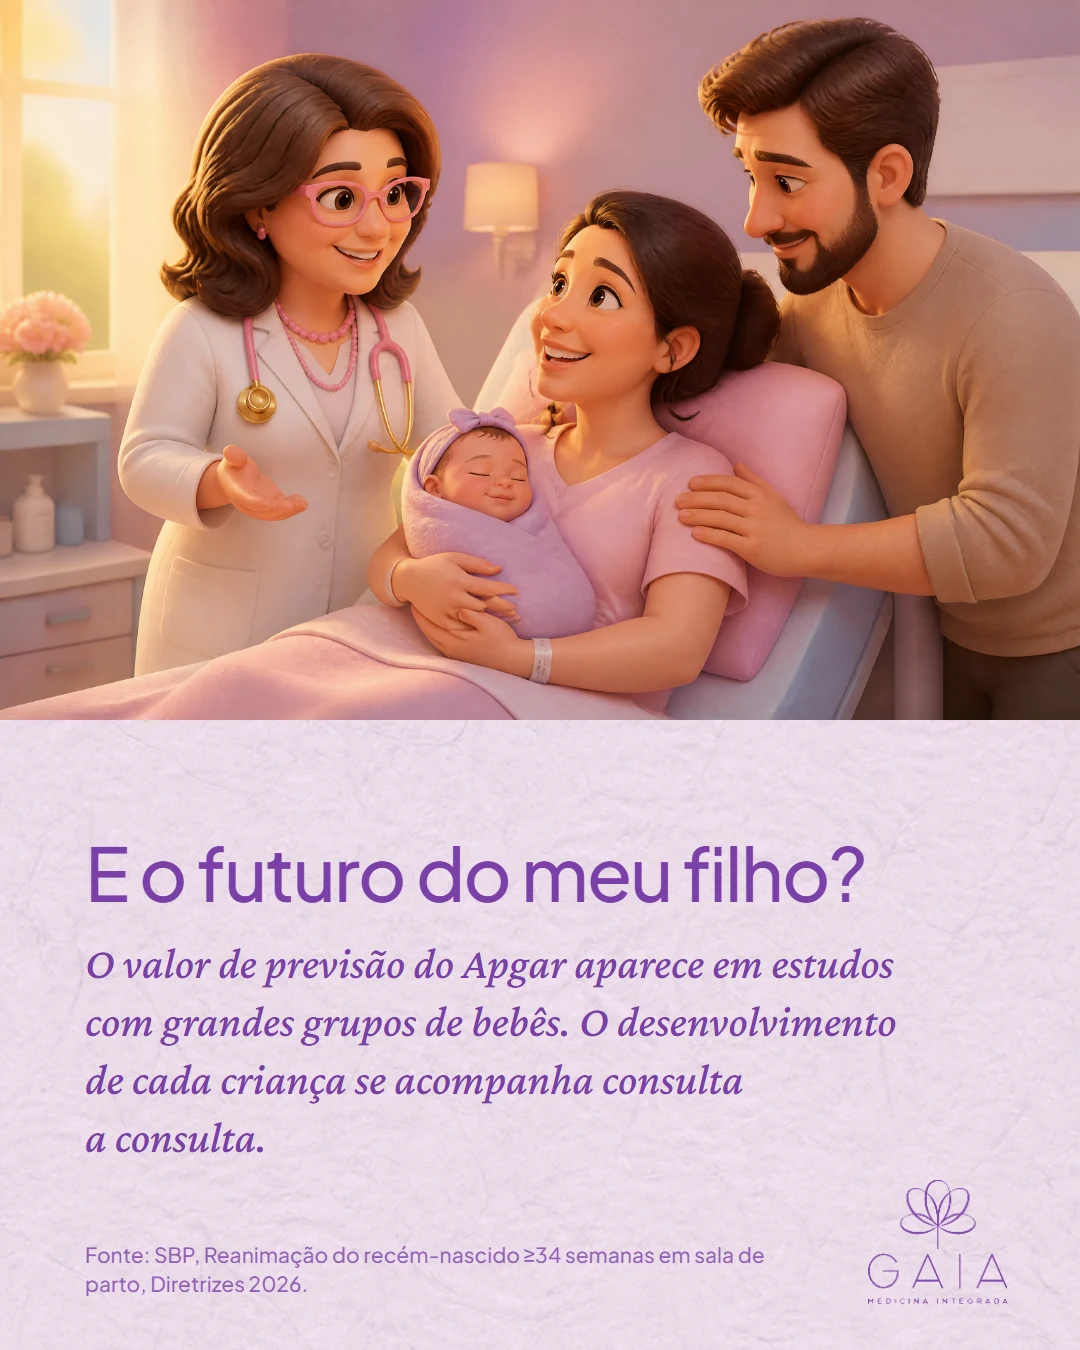 E o futuro do meu filho?
O valor de previsão do Apgar aparece em estudos
com grandes grupos de bebês. O desenvolvimento
de cada criança se acompanha consulta
a consulta.
Fonte: SBP, Reanimação do recém-nascido ≥34 semanas em sala de
parto, Diretrizes 2026.
GAIA
MEDICINA INTEGRADA